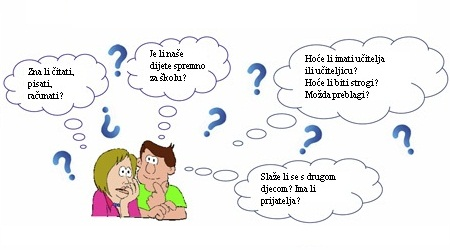 Zna li čitati,
pisati,
računati?
Je li naše
dijete spremno
za školu?
Hoće li imati učitelja
ili učiteljicu?
Hoće li biti strogi?
Možda preblagi?
Slaže li se s drugom
djecom? Ima li
prijatelja?